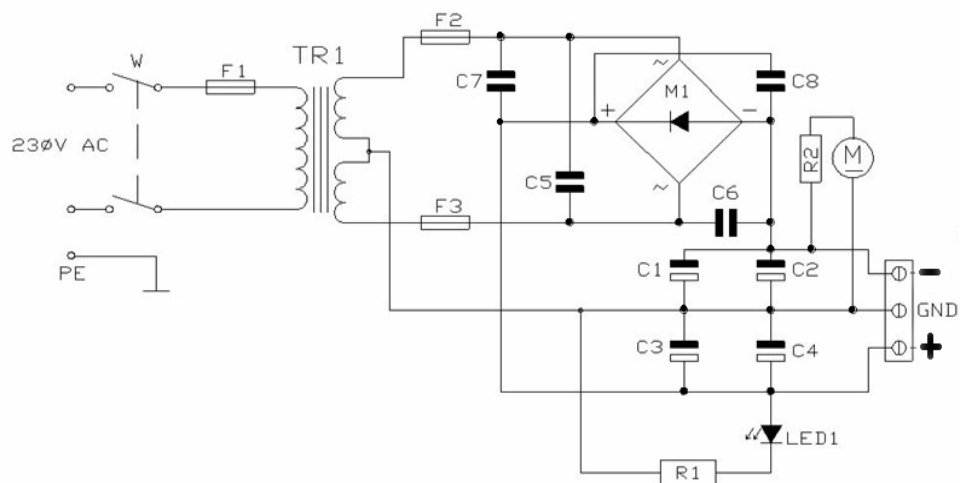 F2
TR1
W
F1
C7
C8
~
M1
+
-
230V AC
R2
M
C5
~
C6
F3
PE
C1
C2
-
GND
C3
C4
+
LED1
R1